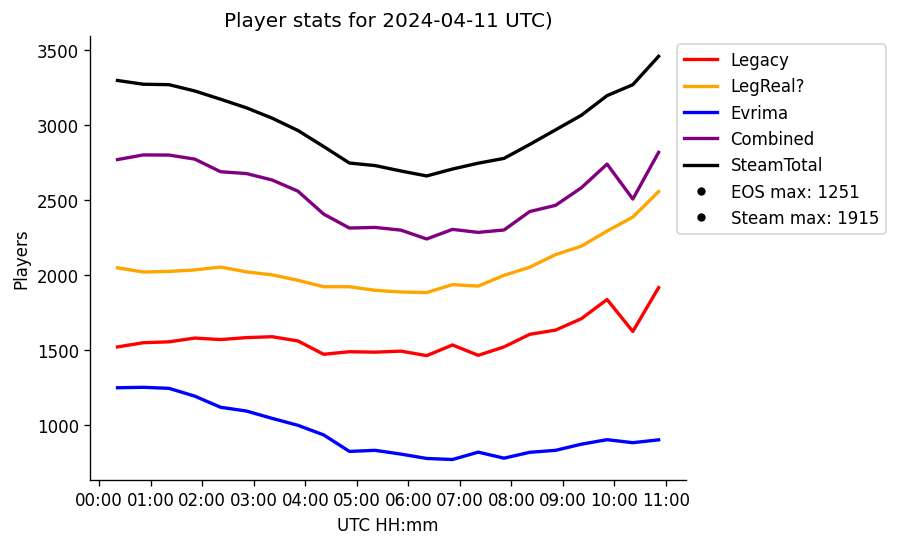 Player stats for 2024-04-11 UTC)
3500
3000
2500
2000
1500
1000
Players
00:00 01:00 02:00 03:00 04:00 05:00 06:00 07:00 08:00 09:00 10:00 11:00
UTC HH:mm
Legacy
LegReal?
Evrima
Combined
SteamTotal
EOS max: 1251
Steam max: 1915